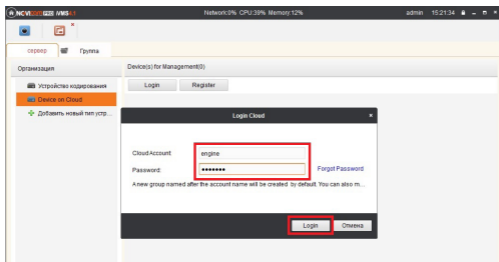 Network:0% CPU:39% Memory:12% admin 15:21:34
сервер Группа
Организация Device(s) for Management(0)
Устройство кодирования Login Register
Device on Cloud
Добавить новый тип устр...
Login Cloud
Cloud Account: engine
Password: ●●●●●●● Forgot Password
A new group named after the account name will be created by default. You can also m...
Login Отмена